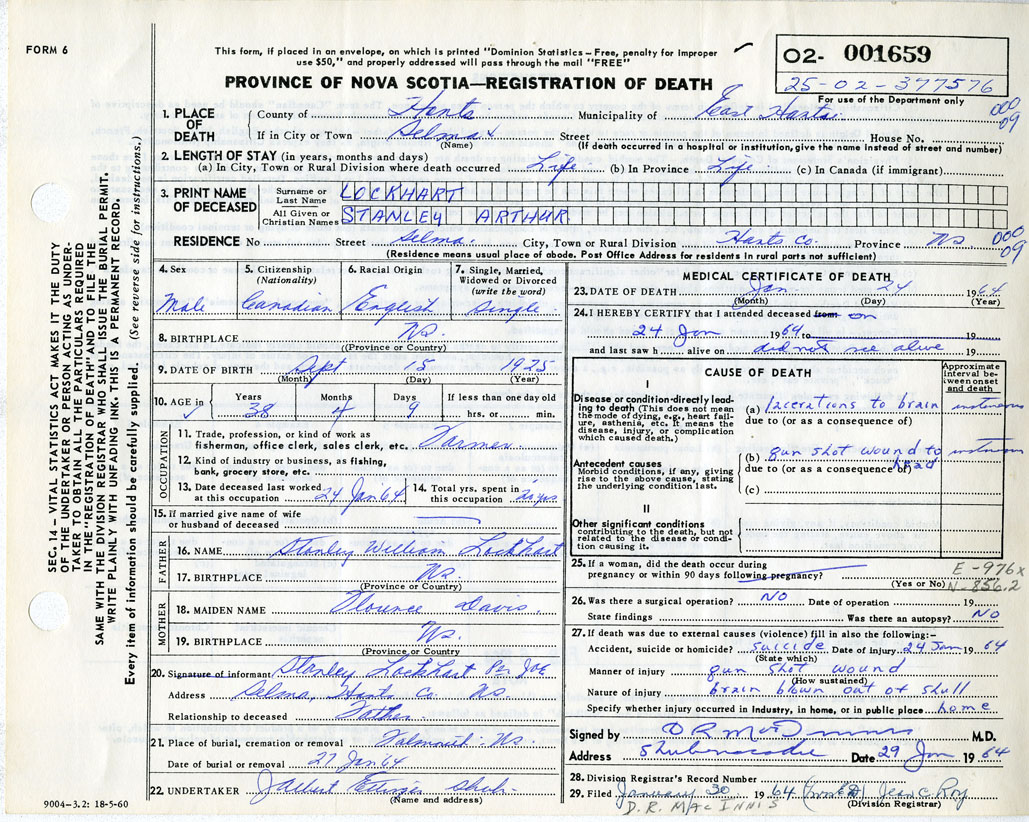 FORM 6
This form, if placed in an envelope, on which is printed "Dominion Statistics—Free, penalty for improper
use $50," and properly addressed will pass through the mail "FREE"
PROVINCE OF NOVA SCOTIA—REGISTRATION OF DEATH
02- 001659
25-02-377576
For use of the Department only
000
09
1. PLACE OF DEATH
County of Hants Municipality of East Hants
If in City or Town Selma Street House No.
(Name) (If death occurred in a hospital or institution, give the name instead of street and number)
2. LENGTH OF STAY (in years, months and days)
(a) In City, Town or Rural Division where death occurred Life (b) In Province Life (c) In Canada (if immigrant)
3. PRINT NAME OF DECEASED
Surname or Last Name LOCKHART
All Given or Christian Names STANLEY ARTHUR
RESIDENCE No Street Selma City, Town or Rural Division Hants Co. Province NS
000
09
(Residence means usual place of abode. Post Office Address for residents in rural parts not sufficient)
4. Sex Male
5. Citizenship (Nationality) Canadian
6. Racial Origin English
7. Single, Married, Widowed or Divorced (write the word) Single
8. BIRTHPLACE NS.
(Province or Country)
9. DATE OF BIRTH Sept 15 1925
(Month) (Day) (Year)
10. AGE in Years 38 Months 4 Days 9 If less than one day old hrs. or min.
OCCUPATION
11. Trade, profession, or kind of work as fisherman, office clerk, sales clerk, etc. Farmer
12. Kind of industry or business, as fishing, bank, grocery store, etc.
13. Date deceased last worked at this occupation 24 Jan 64
14. Total yrs. spent in this occupation
15. If married give name of wife or husband of deceased
FATHER
16. NAME Stanley William Lockhart
17. BIRTHPLACE NS.
(Province or Country)
MOTHER
18. MAIDEN NAME Flounce Davis
19. BIRTHPLACE NS.
(Province or Country
20. Signature of informant Stanley Lockhart Per JOE
Address Selma, Hants Co. NS.
Relationship to deceased Father
21. Place of burial, cremation or removal Falmouth NS.
Date of burial or removal 27 Jan 64
22. UNDERTAKER Shub.
(Name and address)
9004-3.2: 18-5-60
MEDICAL CERTIFICATE OF DEATH
23. DATE OF DEATH Jan 24 1964
(Month) (Day) (Year)
24. I HEREBY CERTIFY that I attended deceased from on
24 Jan 1964, to 19
and last saw h alive on did not see alive 19
CAUSE OF DEATH
Approximate interval between onset and death
I
Disease or condition directly leading to death (This does not mean the mode of dying, e.g., heart failure, asthenia, etc. It means the disease, injury, or complication which caused death.)
(a) lacerations to brain
due to (or as a consequence of)
Antecedent causes
Morbid conditions, if any, giving rise to the above cause, stating the underlying condition last.
(b) gun shot wound to head
due to (or as a consequence of)
(c)
II
Other significant conditions
contributing to the death, but not related to the disease or condition causing it.
25. If a woman, did the death occur during
pregnancy or within 90 days following pregnancy?
(Yes or No)
E-976x
N-856.2
26. Was there a surgical operation? NO Date of operation 19
State findings Was there an autopsy? NO
27. If death was due to external causes (violence) fill in also the following:-
Accident, suicide or homicide? suicide Date of injury 24 Jan 1964
(State which)
Manner of injury gun shot wound
(How sustained)
Nature of injury brain blown out of skull
Specify whether injury occurred in industry, in home, or in public place home
Signed by D R MacInnis M.D.
Address Shubenacadie Date 29 Jan 1964
28. Division Registrar's Record Number
29. Filed January 30 1964 Jean C Roy
(Division Registrar)
D.R. MACINNIS
SEC. 14 — VITAL STATISTICS ACT MAKES IT THE DUTY
OF THE UNDERTAKER OR PERSON ACTING AS UNDER-
TAKER TO OBTAIN ALL THE PARTICULARS REQUIRED
IN THE "REGISTRATION OF DEATH" AND TO FILE THE
SAME WITH THE DIVISION REGISTRAR WHO SHALL ISSUE THE BURIAL PERMIT.
WRITE PLAINLY WITH UNFADING INK. THIS IS A PERMANENT RECORD.
Every item of information should be carefully supplied. (See reverse side for instructions.)